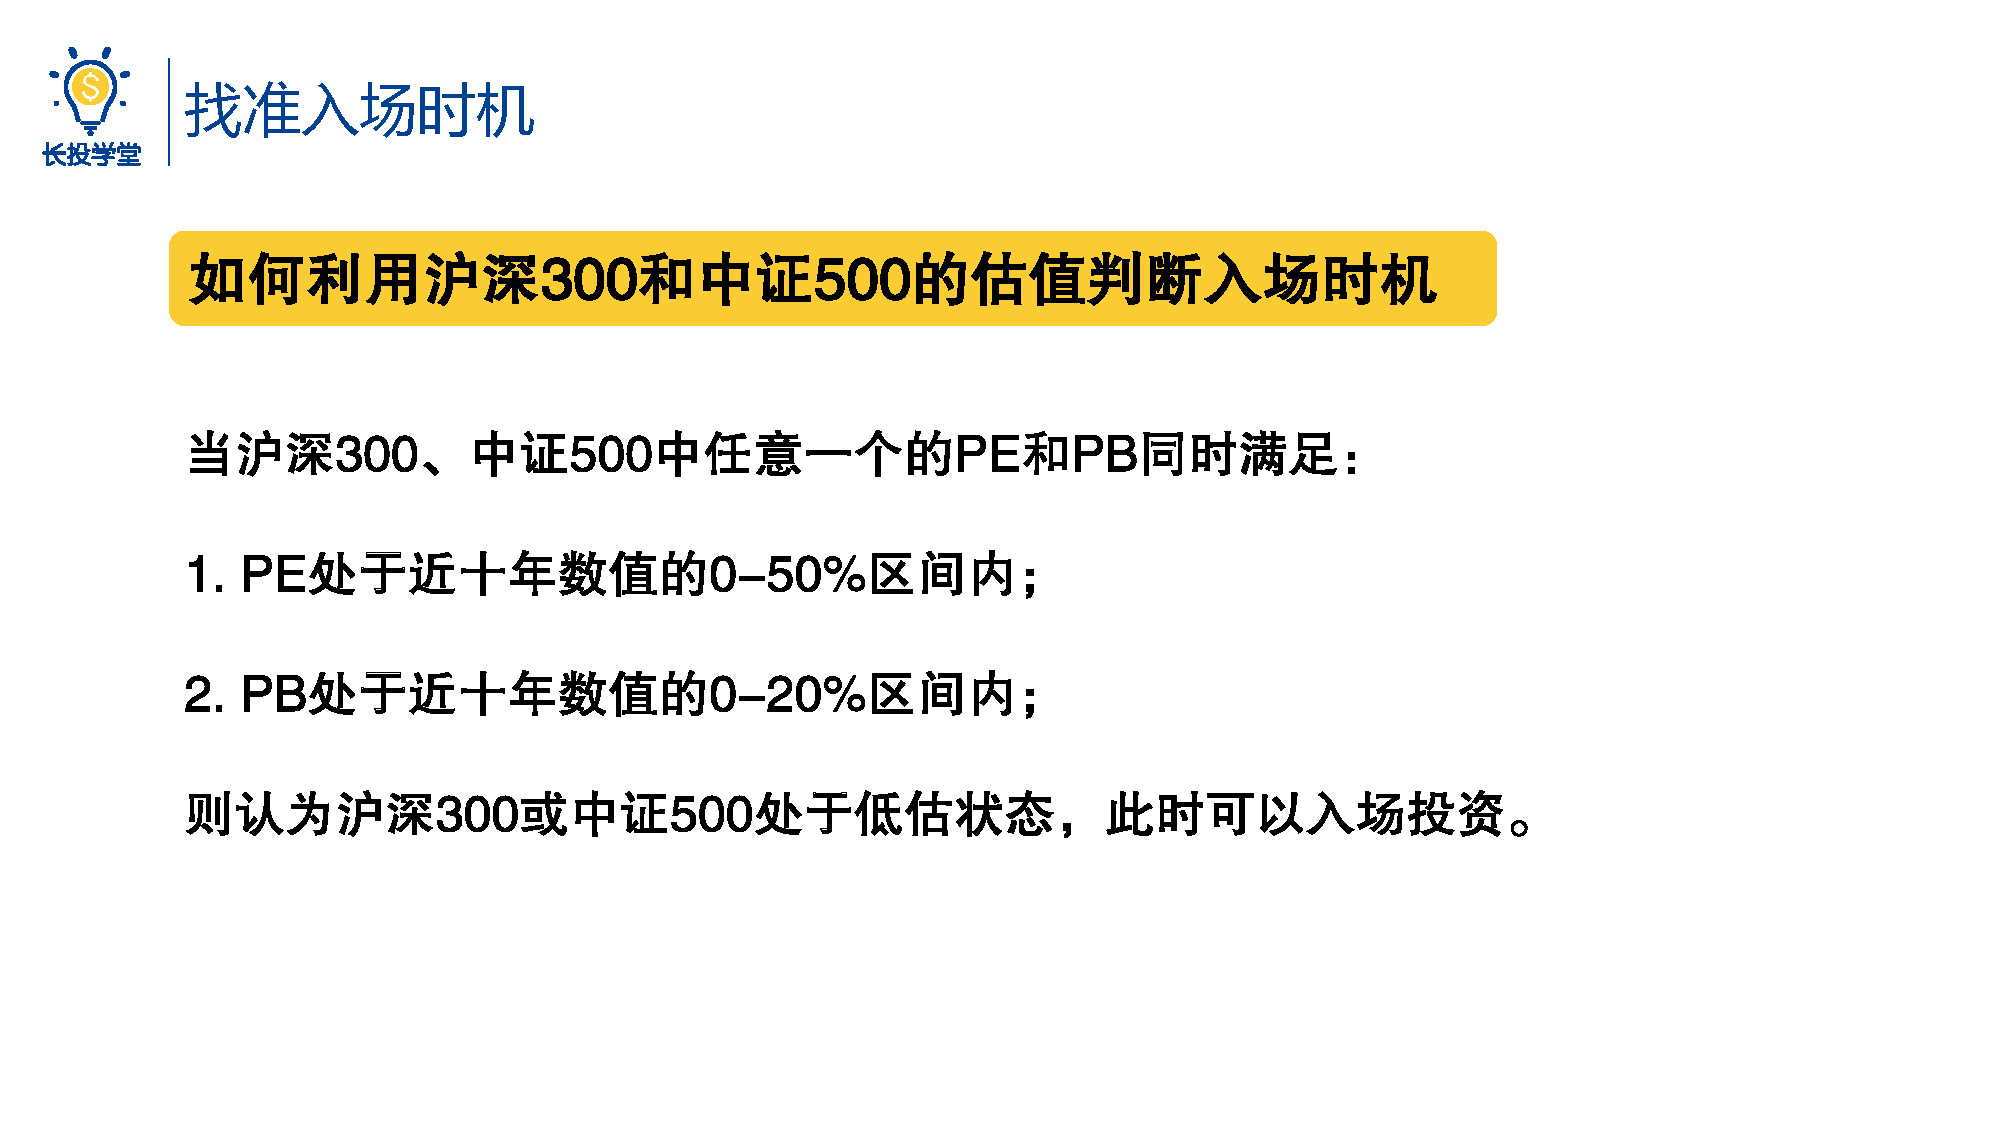 长投学堂
找准入场时机
如何利用沪深300和中证500的估值判断入场时机
当沪深300、中证500中任意一个的PE和PB同时满足：
1. PE处于近十年数值的0-50%区间内；
2. PB处于近十年数值的0-20%区间内；
则认为沪深300或中证500处于低估状态，此时可以入场投资。